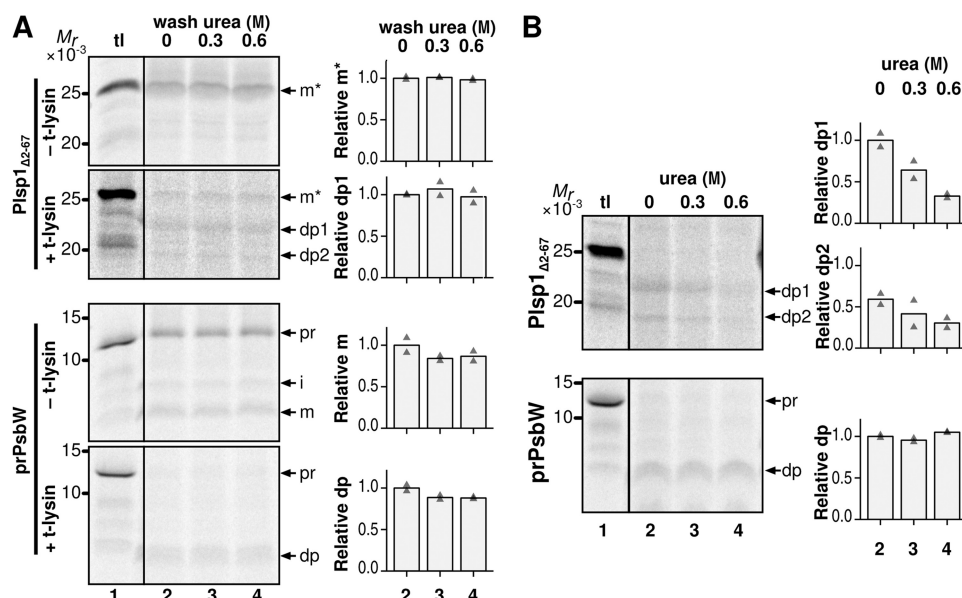 A
wash urea (M)
Mr
×10-3
tl
0
0.3
0.6
Plsp1Δ2-67
– t-lysin
25
20
m*
+ t-lysin
25
20
m*
dp1
dp2
prPsbW
– t-lysin
15
10
pr
i
m
+ t-lysin
15
10
pr
dp
1
2
3
4
wash urea (M)
0
0.3
0.6
Relative m*
1.0
0.5
0.0
Relative dp1
1.0
0.5
0.0
Relative m
1.0
0.5
0.0
Relative dp
1.0
0.5
0.0
2
3
4
B
urea (M)
Mr
×10-3
tl
0
0.3
0.6
Plsp1Δ2-67
25
20
dp1
dp2
prPsbW
15
10
pr
dp
1
2
3
4
urea (M)
0
0.3
0.6
Relative dp1
1.0
0.5
0.0
Relative dp2
1.0
0.5
0.0
Relative dp
1.0
0.5
0.0
2
3
4